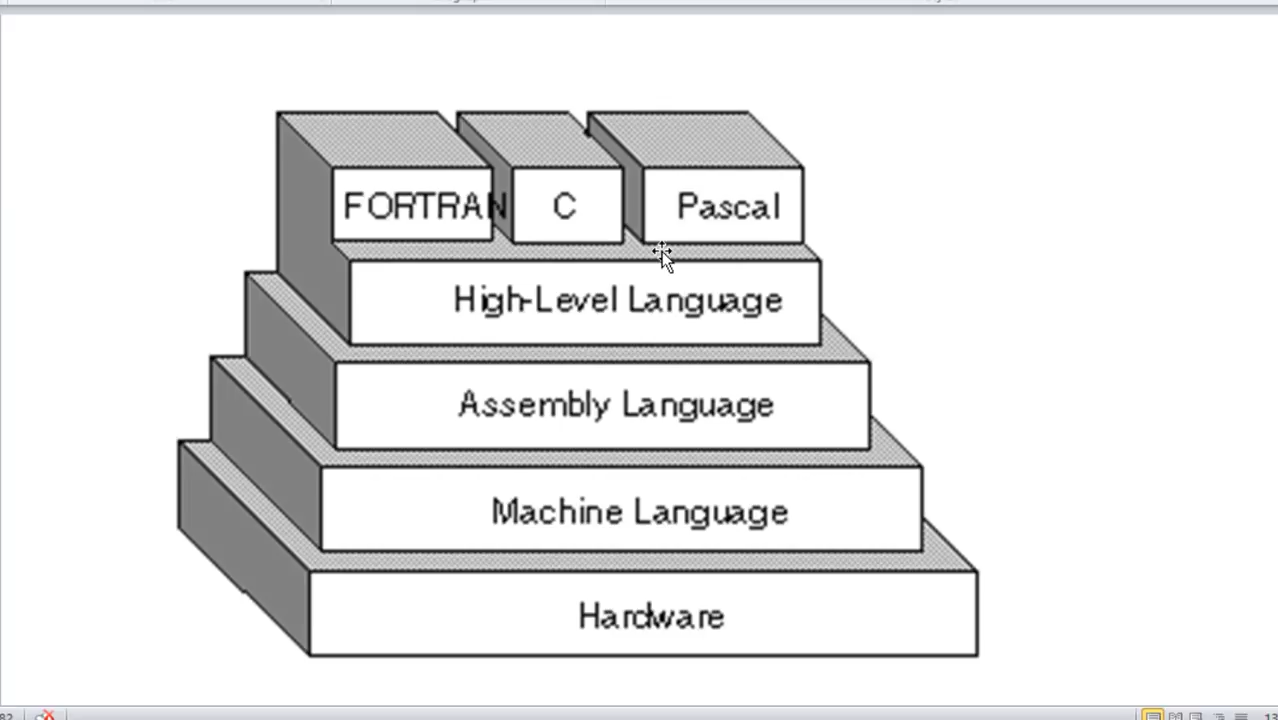 FORTRAN
C
Pascal
High-Level Language
Assembly Language
Machine Language
Hardware